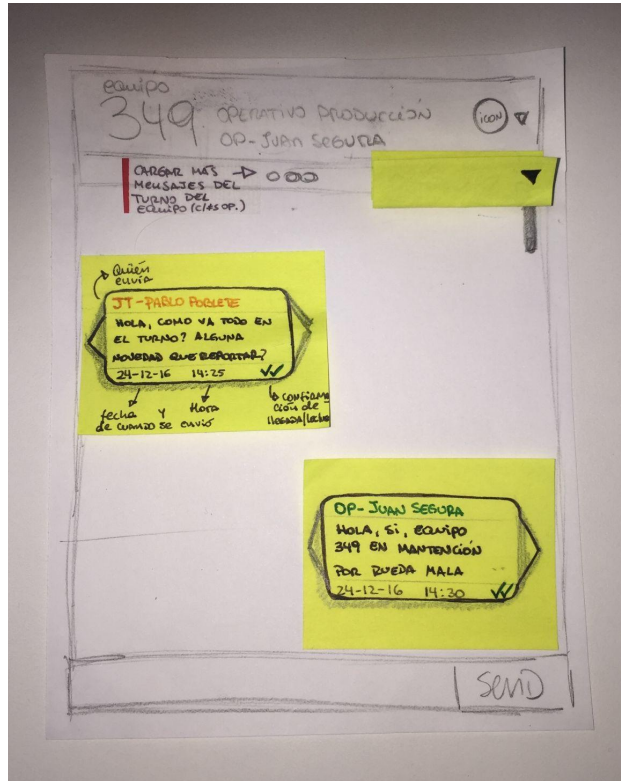 equipo
349 OPERATIVO PRODUCCIÓN
OP-JUAN SEGURA
ICON
CARGAR MÁS
MENSAJES DEL
TURNO DEL
EQUIPO (C/AS OP.)
Quién
envía
JT-PABLO POBLETE
HOLA, COMO VA TODO EN
EL TURNO? ALGUNA
NOVEDAD QUE REPORTAR?
24-12-16 14:25
fecha y Hora
de cuando se envió
confirma
ción de
llegada/lectura
OP-JUAN SEGURA
HOLA, SI, EQUIPO
349 EN MANTENCIÓN
POR RUEDA MALA
24-12-16 14:30
SEND